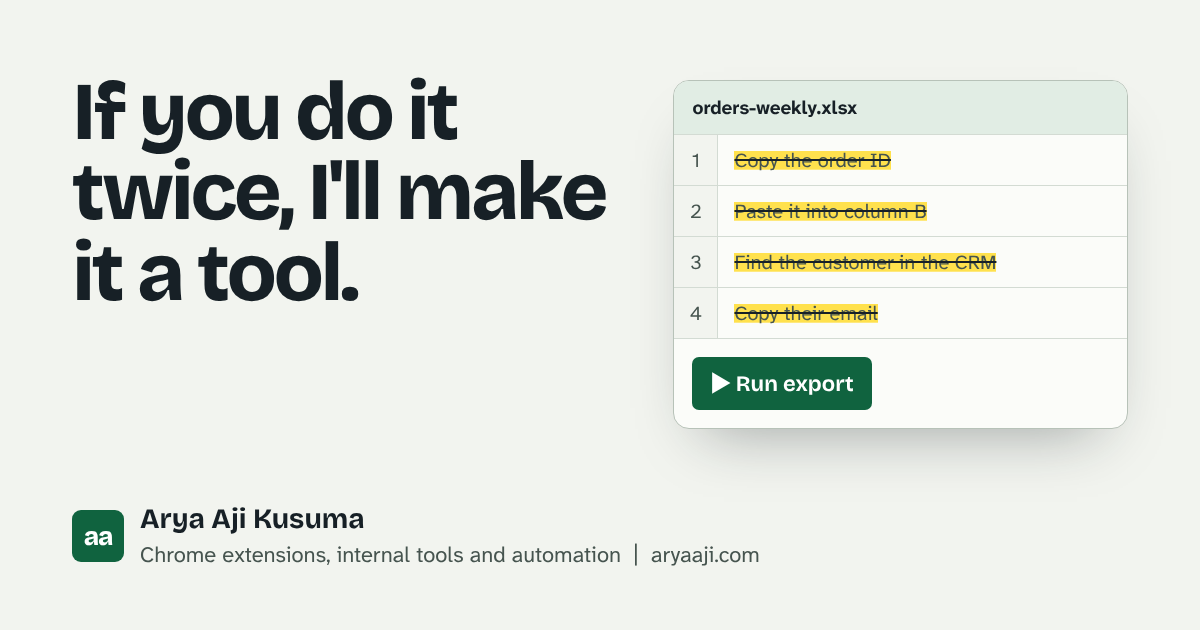 If you do it
twice, I'll make
it a tool.
orders-weekly.xlsx
1 Copy the order ID
2 Paste it into column B
3 Find the customer in the CRM
4 Copy their email
▶ Run export
aa
Arya Aji Kusuma
Chrome extensions, internal tools and automation | aryaaji.com